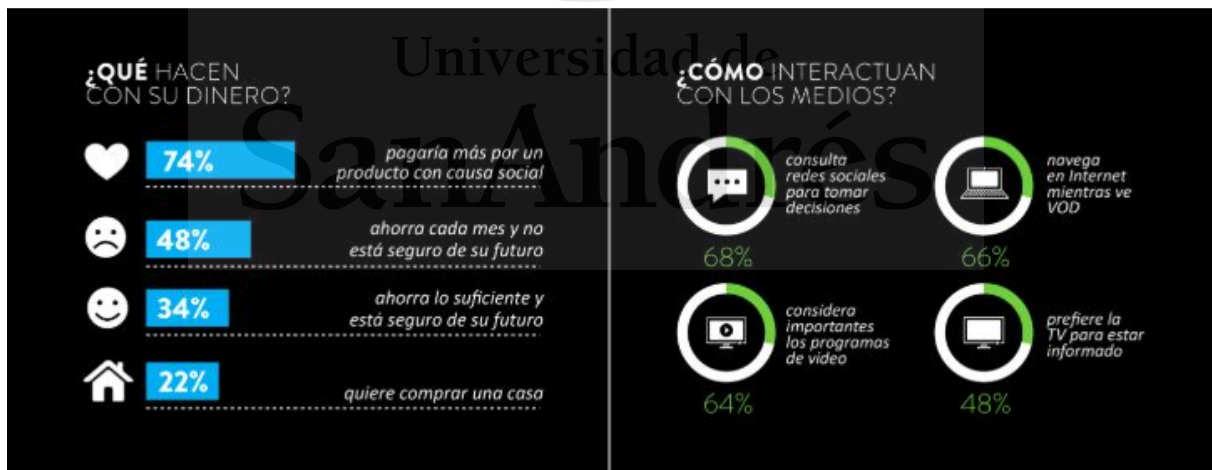 Universidad de
SanAndrés
¿QUÉ HACEN
CON SU DINERO?
74%
pagaría más por un
producto con causa social
48%
ahorra cada mes y no
está seguro de su futuro
34%
ahorra lo suficiente y
está seguro de su futuro
22%
quiere comprar una casa
¿CÓMO INTERACTUAN
CON LOS MEDIOS?
consulta
redes sociales
para tomar
decisiones
68%
navega
en Internet
mientras ve
VOD
66%
considera
importantes
los programas
de video
64%
prefiere la
TV para estar
informado
48%